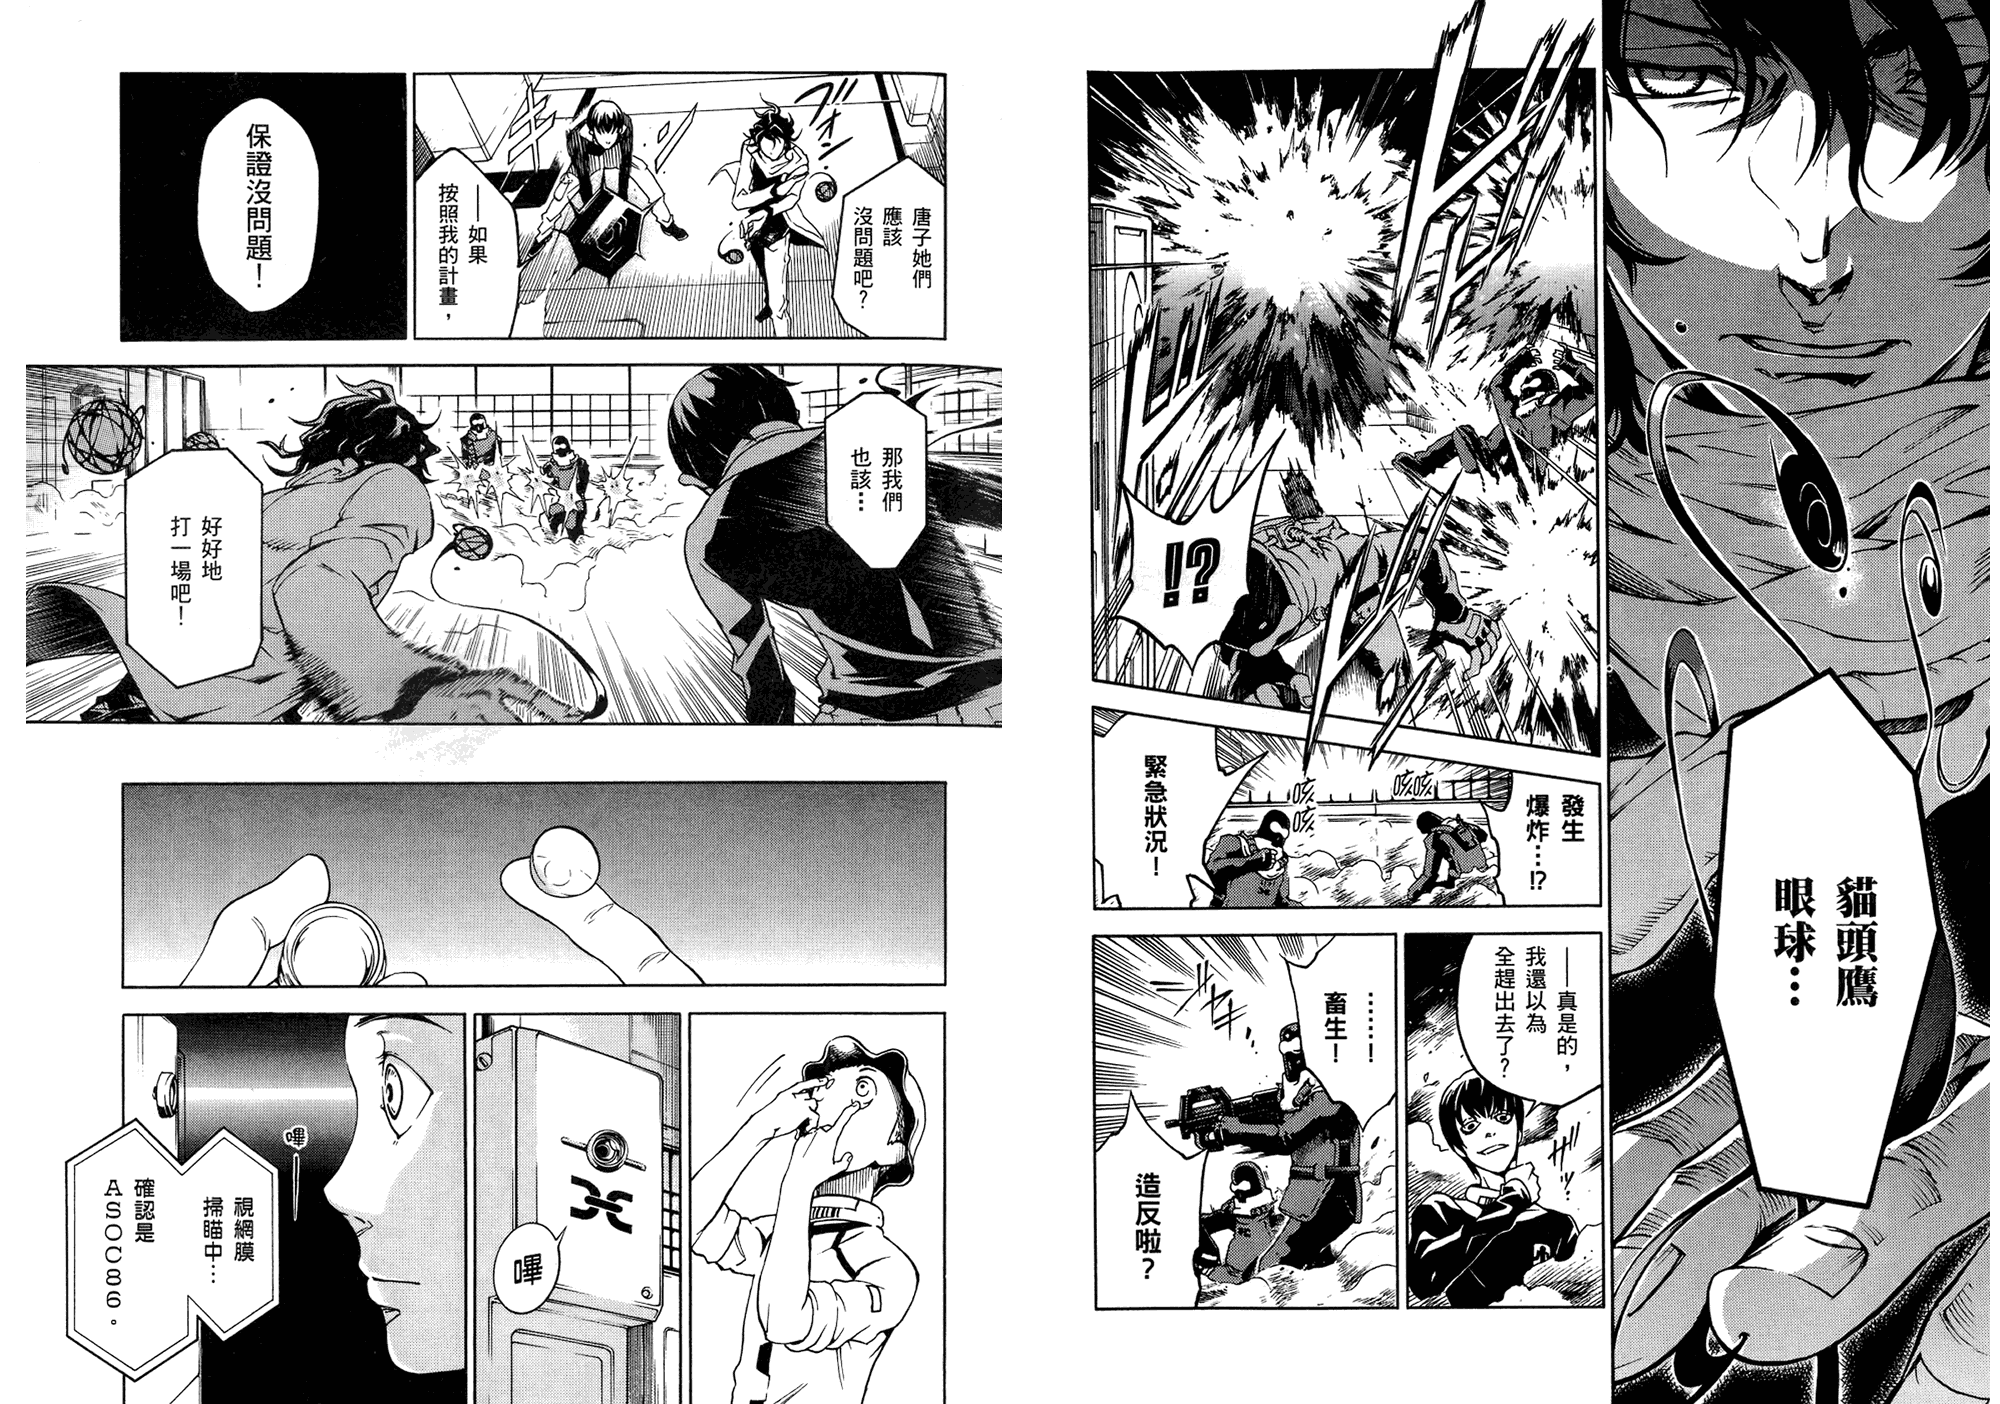 貓頭鷹
眼球…
!?
發生
爆炸…!?
咳咳
咳咳
緊急狀況！
——真是的，
我還以為
全趕出去了？
……！
畜生！
造反啦？
唐子她們
應該
沒問題吧？
——如果
按照我的計畫，
保證沒問題！
那我們
也該…
好好地
打一場吧！
嗶
嗶
視網膜
掃瞄中…
確認是
ASOC86。